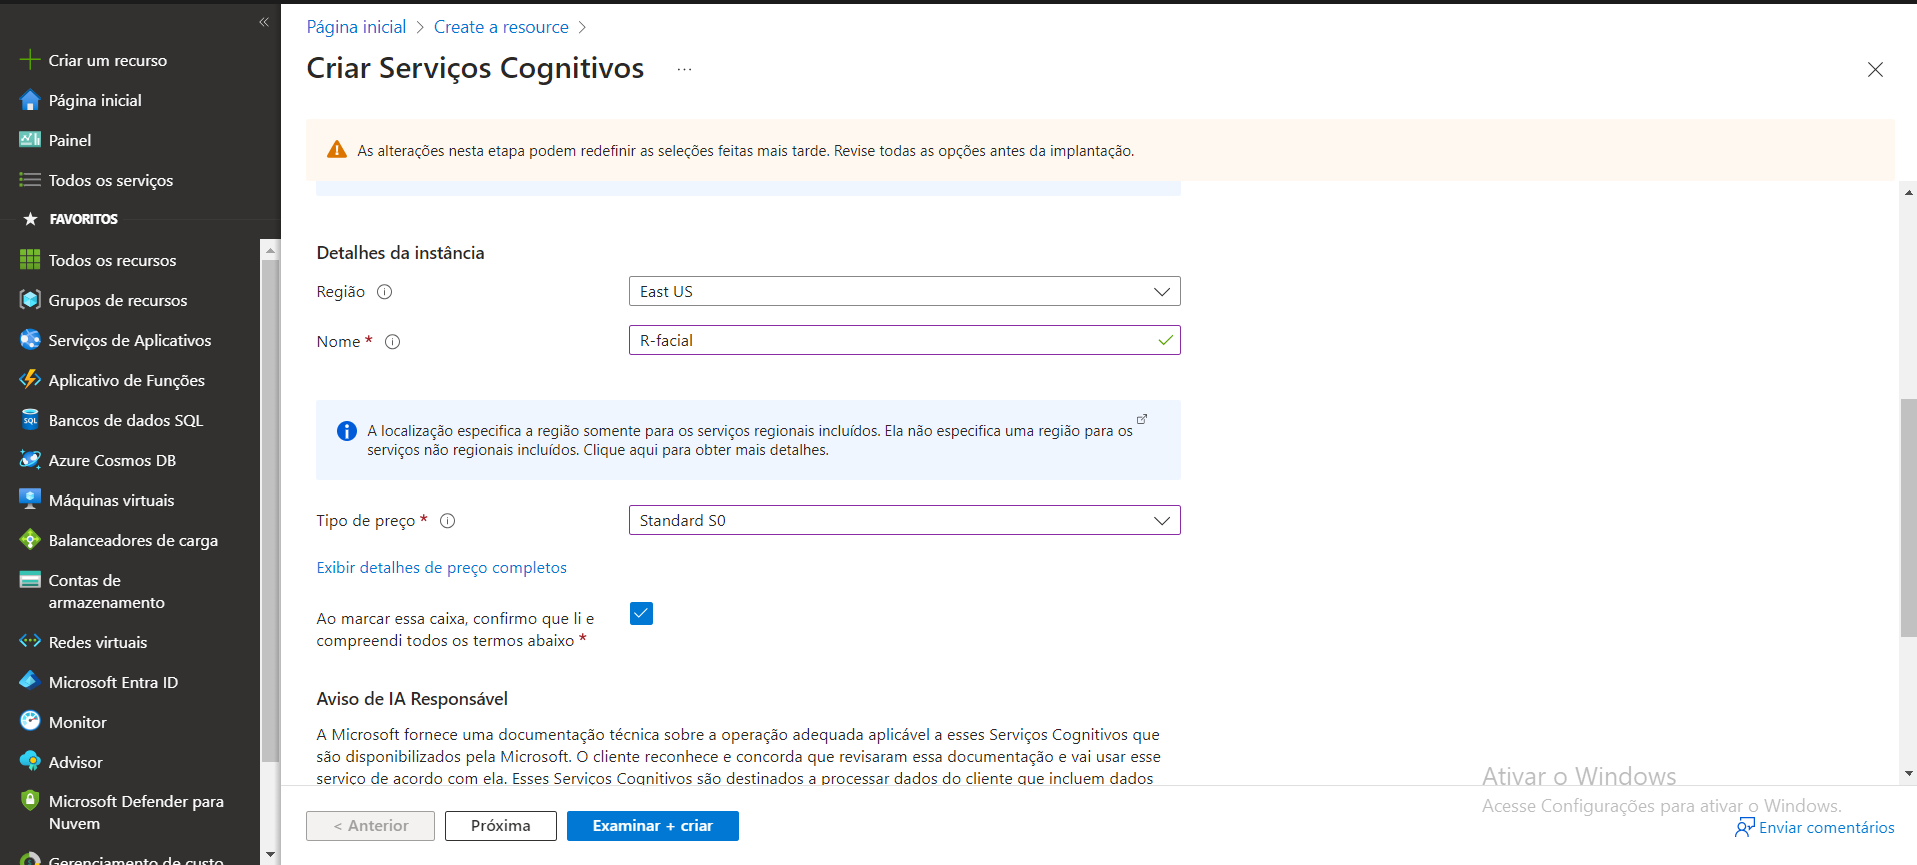 «
Página inicial > Create a resource >
Criar Serviços Cognitivos ...
Criar um recurso
Página inicial
Painel
Todos os serviços
FAVORITOS
Todos os recursos
Grupos de recursos
Serviços de Aplicativos
Aplicativo de Funções
SQL
Bancos de dados SQL
Azure Cosmos DB
Máquinas virtuais
Balanceadores de carga
Contas de
armazenamento
Redes virtuais
Microsoft Entra ID
Monitor
Advisor
Microsoft Defender para
Nuvem
Gerenciamento de custo
As alterações nesta etapa podem redefinir as seleções feitas mais tarde. Revise todas as opções antes da implantação.
Detalhes da instância
Região East US
Nome * R-facial
A localização especifica a região somente para os serviços regionais incluídos. Ela não especifica uma região para os
serviços não regionais incluídos. Clique aqui para obter mais detalhes.
Tipo de preço * Standard S0
Exibir detalhes de preço completos
Ao marcar essa caixa, confirmo que li e
compreendi todos os termos abaixo *
Aviso de IA Responsável
A Microsoft fornece uma documentação técnica sobre a operação adequada aplicável a esses Serviços Cognitivos que
são disponibilizados pela Microsoft. O cliente reconhece e concorda que revisaram essa documentação e vai usar esse
serviço de acordo com ela. Esses Serviços Cognitivos são destinados a processar dados do cliente que incluem dados
< Anterior
Próxima
Examinar + criar
Ativar o Windows
Acesse Configurações para ativar o Windows.
Enviar comentários